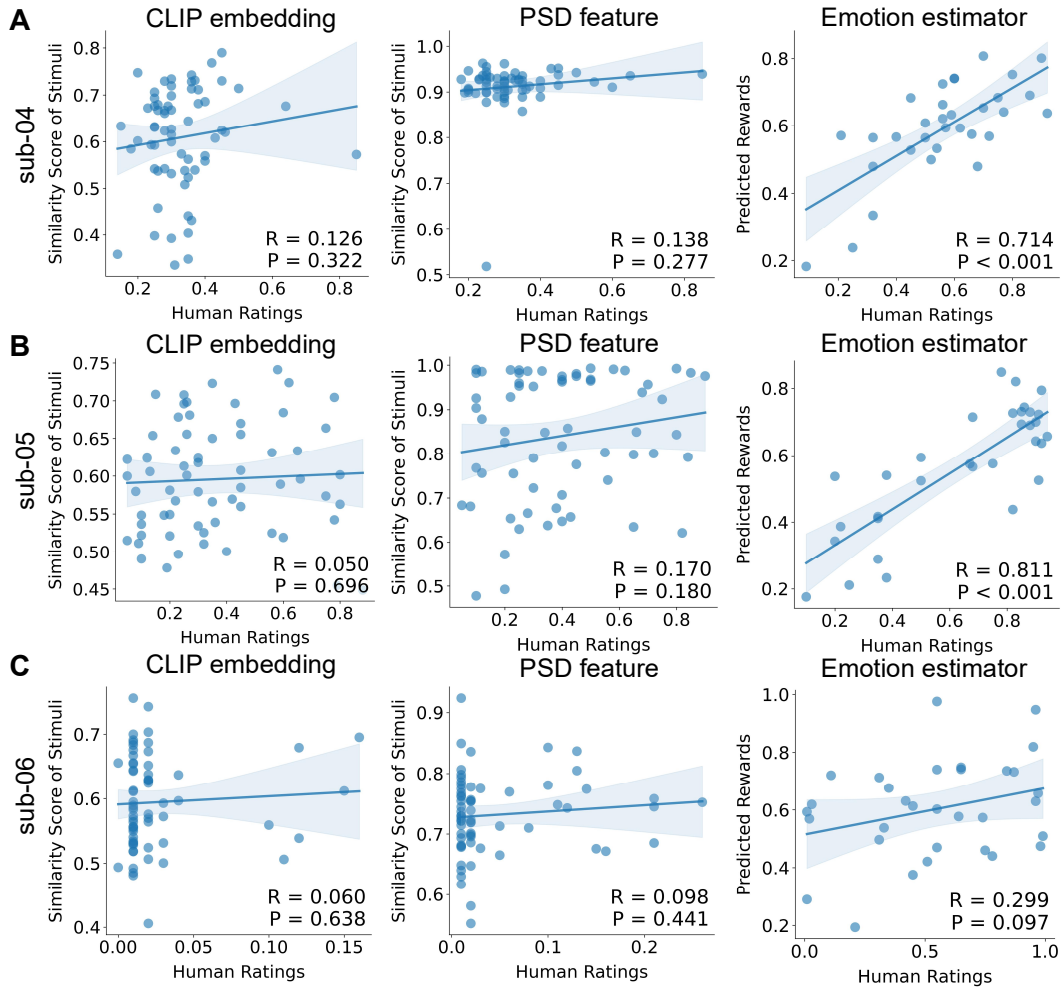 A
CLIP embedding
PSD feature
Emotion estimator
sub-04
Similarity Score of Stimuli
0.8
0.7
0.6
0.5
0.4
R = 0.126
P = 0.322
0.2 0.4 0.6 0.8
Human Ratings
Similarity Score of Stimuli
1.0
0.9
0.8
0.7
0.6
0.5
R = 0.138
P = 0.277
0.2 0.4 0.6 0.8
Human Ratings
Predicted Rewards
0.8
0.6
0.4
0.2
R = 0.714
P < 0.001
0.2 0.4 0.6 0.8
Human Ratings
B
CLIP embedding
PSD feature
Emotion estimator
sub-05
Similarity Score of Stimuli
0.75
0.70
0.65
0.60
0.55
0.50
0.45
R = 0.050
P = 0.696
0.2 0.4 0.6 0.8
Human Ratings
Similarity Score of Stimuli
1.0
0.9
0.8
0.7
0.6
0.5
R = 0.170
P = 0.180
0.2 0.4 0.6 0.8
Human Ratings
Predicted Rewards
0.8
0.6
0.4
0.2
R = 0.811
P < 0.001
0.2 0.4 0.6 0.8
Human Ratings
C
CLIP embedding
PSD feature
Emotion estimator
sub-06
Similarity Score of Stimuli
0.7
0.6
0.5
0.4
R = 0.060
P = 0.638
0.00 0.05 0.10 0.15
Human Ratings
Similarity Score of Stimuli
0.9
0.8
0.7
0.6
R = 0.098
P = 0.441
0.0 0.1 0.2
Human Ratings
Predicted Rewards
1.0
0.8
0.6
0.4
0.2
R = 0.299
P = 0.097
0.0 0.5 1.0
Human Ratings